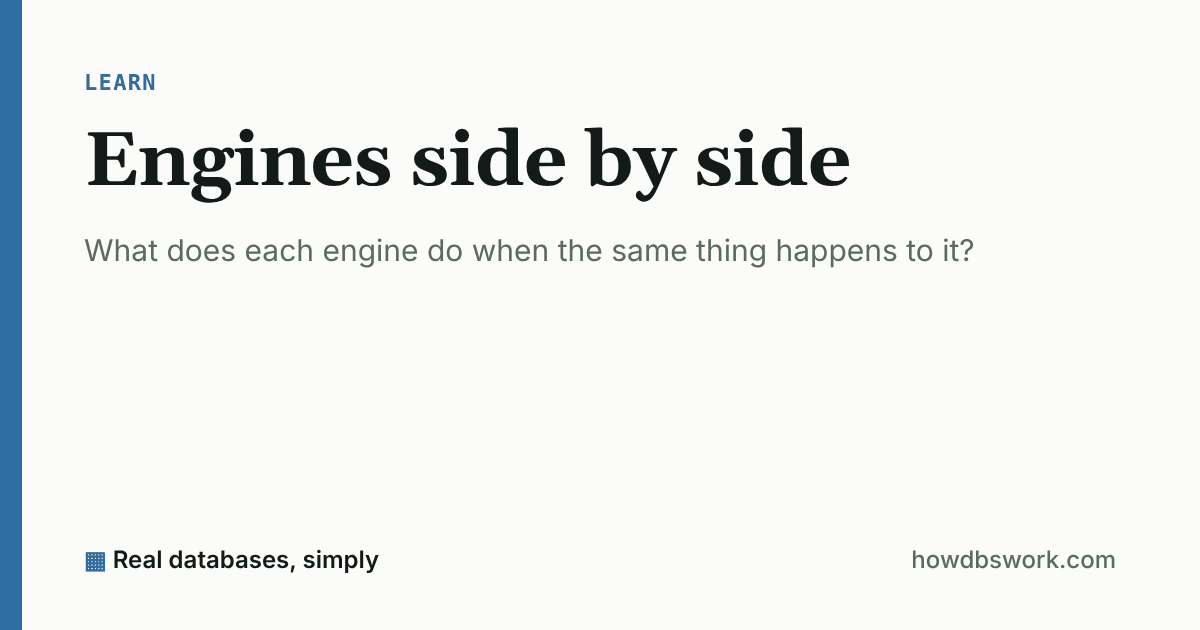 LEARN
Engines side by side
What does each engine do when the same thing happens to it?
Real databases, simply
howdbswork.com